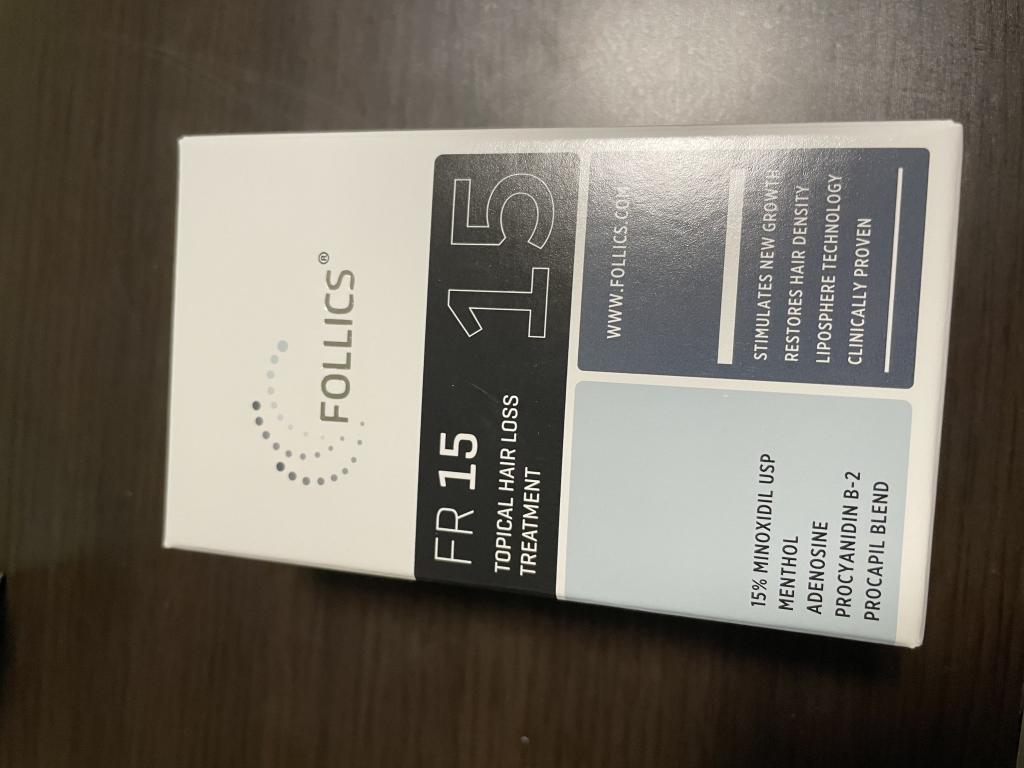 FOLLICS®
FR 15
TOPICAL HAIR LOSS
TREATMENT
15
15% MINOXIDIL USP
MENTHOL
ADENOSINE
PROCYANIDIN B-2
PROCAPIL BLEND
WWW.FOLLICS.COM
STIMULATES NEW GROWTH
RESTORES HAIR DENSITY
LIPOSPHERE TECHNOLOGY
CLINICALLY PROVEN